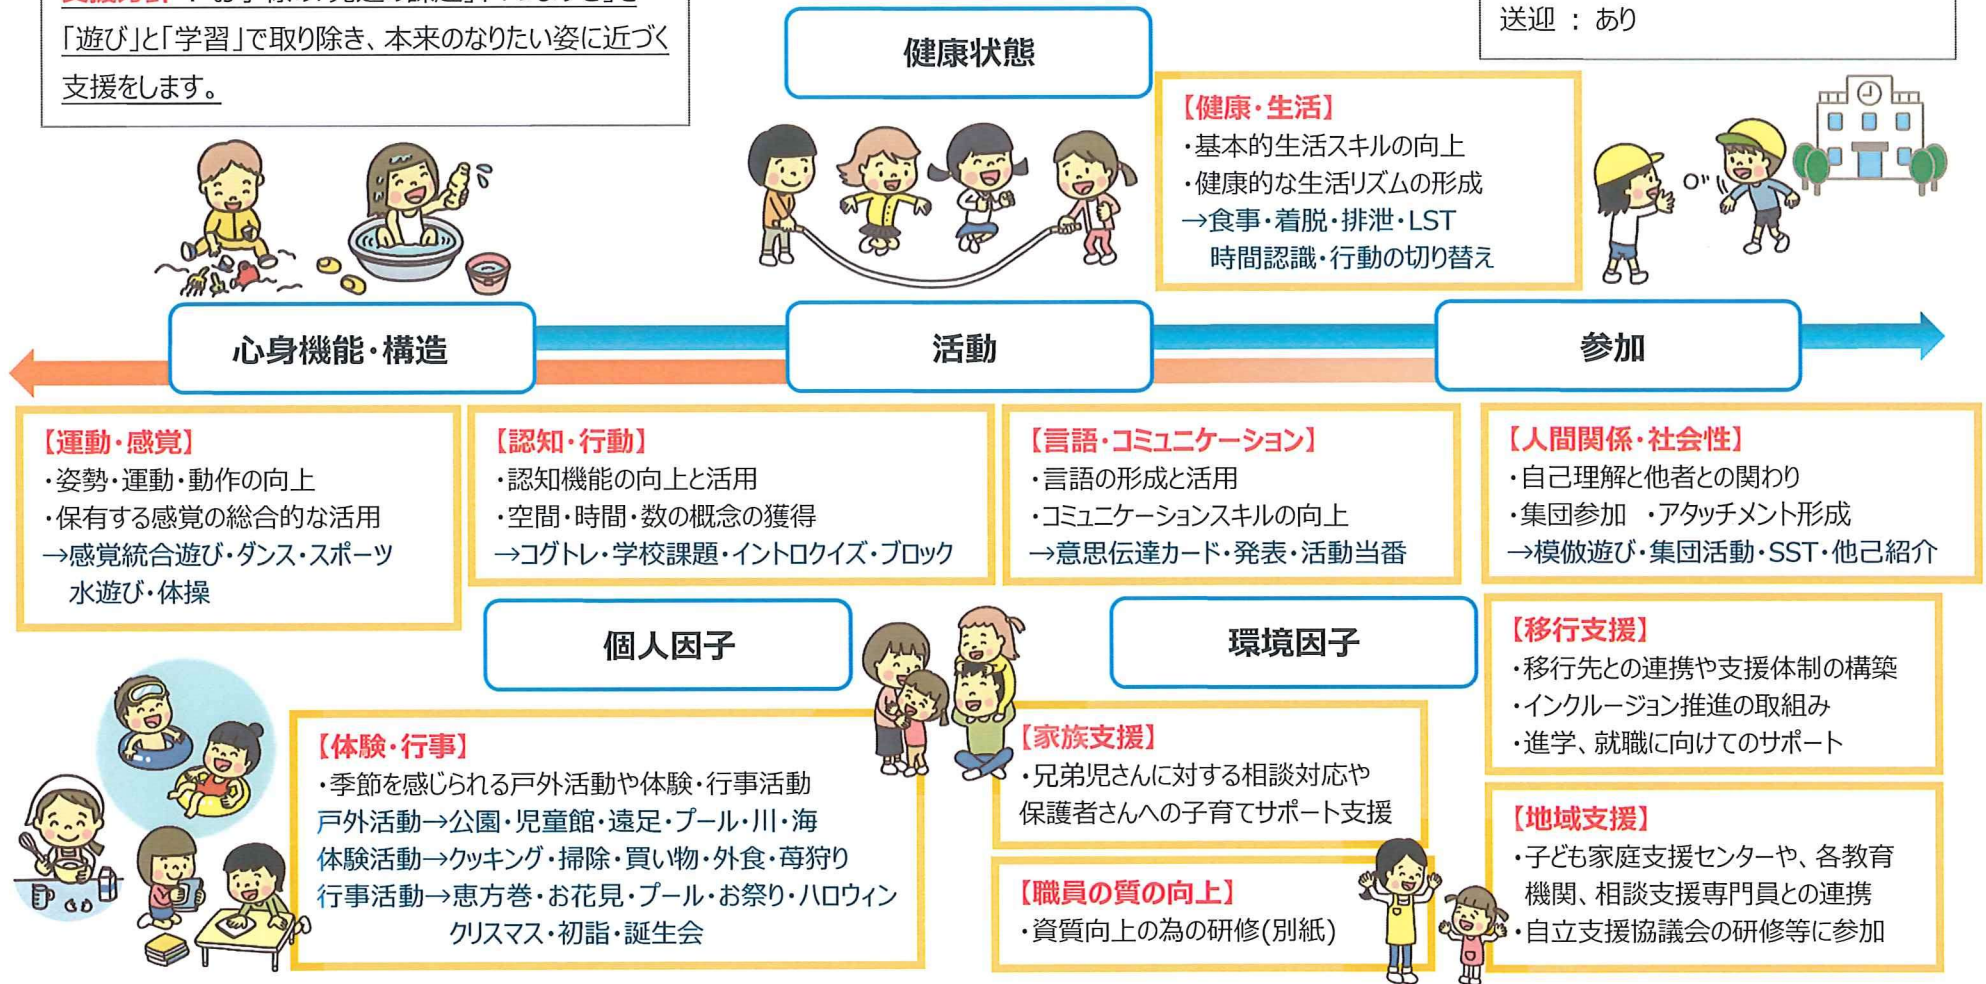 「遊び」と「学習」で取り除き、本来のなりたい姿に近づく
支援をします。
送迎 : あり
健康状態
【健康・生活】
・基本的生活スキルの向上
・健康的な生活リズムの形成
→食事・着脱・排泄・LST
時間認識・行動の切り替え
心身機能・構造
活動
参加
【運動・感覚】
・姿勢・運動・動作の向上
・保有する感覚の総合的な活用
→感覚統合遊び・ダンス・スポーツ
水遊び・体操
【認知・行動】
・認知機能の向上と活用
・空間・時間・数の概念の獲得
→コグトレ・学校課題・イントロクイズ・ブロック
【言語・コミュニケーション】
・言語の形成と活用
・コミュニケーションスキルの向上
→意思伝達カード・発表・活動当番
【人間関係・社会性】
・自己理解と他者との関わり
・集団参加 ・アタッチメント形成
→模倣遊び・集団活動・SST・他己紹介
個人因子
環境因子
【体験・行事】
・季節を感じられる戸外活動や体験・行事活動
戸外活動→公園・児童館・遠足・プール・川・海
体験活動→クッキング・掃除・買い物・外食・苺狩り
行事活動→恵方巻・お花見・プール・お祭り・ハロウィン
クリスマス・初詣・誕生会
【家族支援】
・兄弟児さんに対する相談対応や
保護者さんへの子育てサポート支援
【職員の質の向上】
・資質向上の為の研修(別紙)
【移行支援】
・移行先との連携や支援体制の構築
・インクルージョン推進の取組み
・進学、就職に向けてのサポート
【地域支援】
・子ども家庭支援センターや、各教育
機関、相談支援専門員との連携
・自立支援協議会の研修等に参加